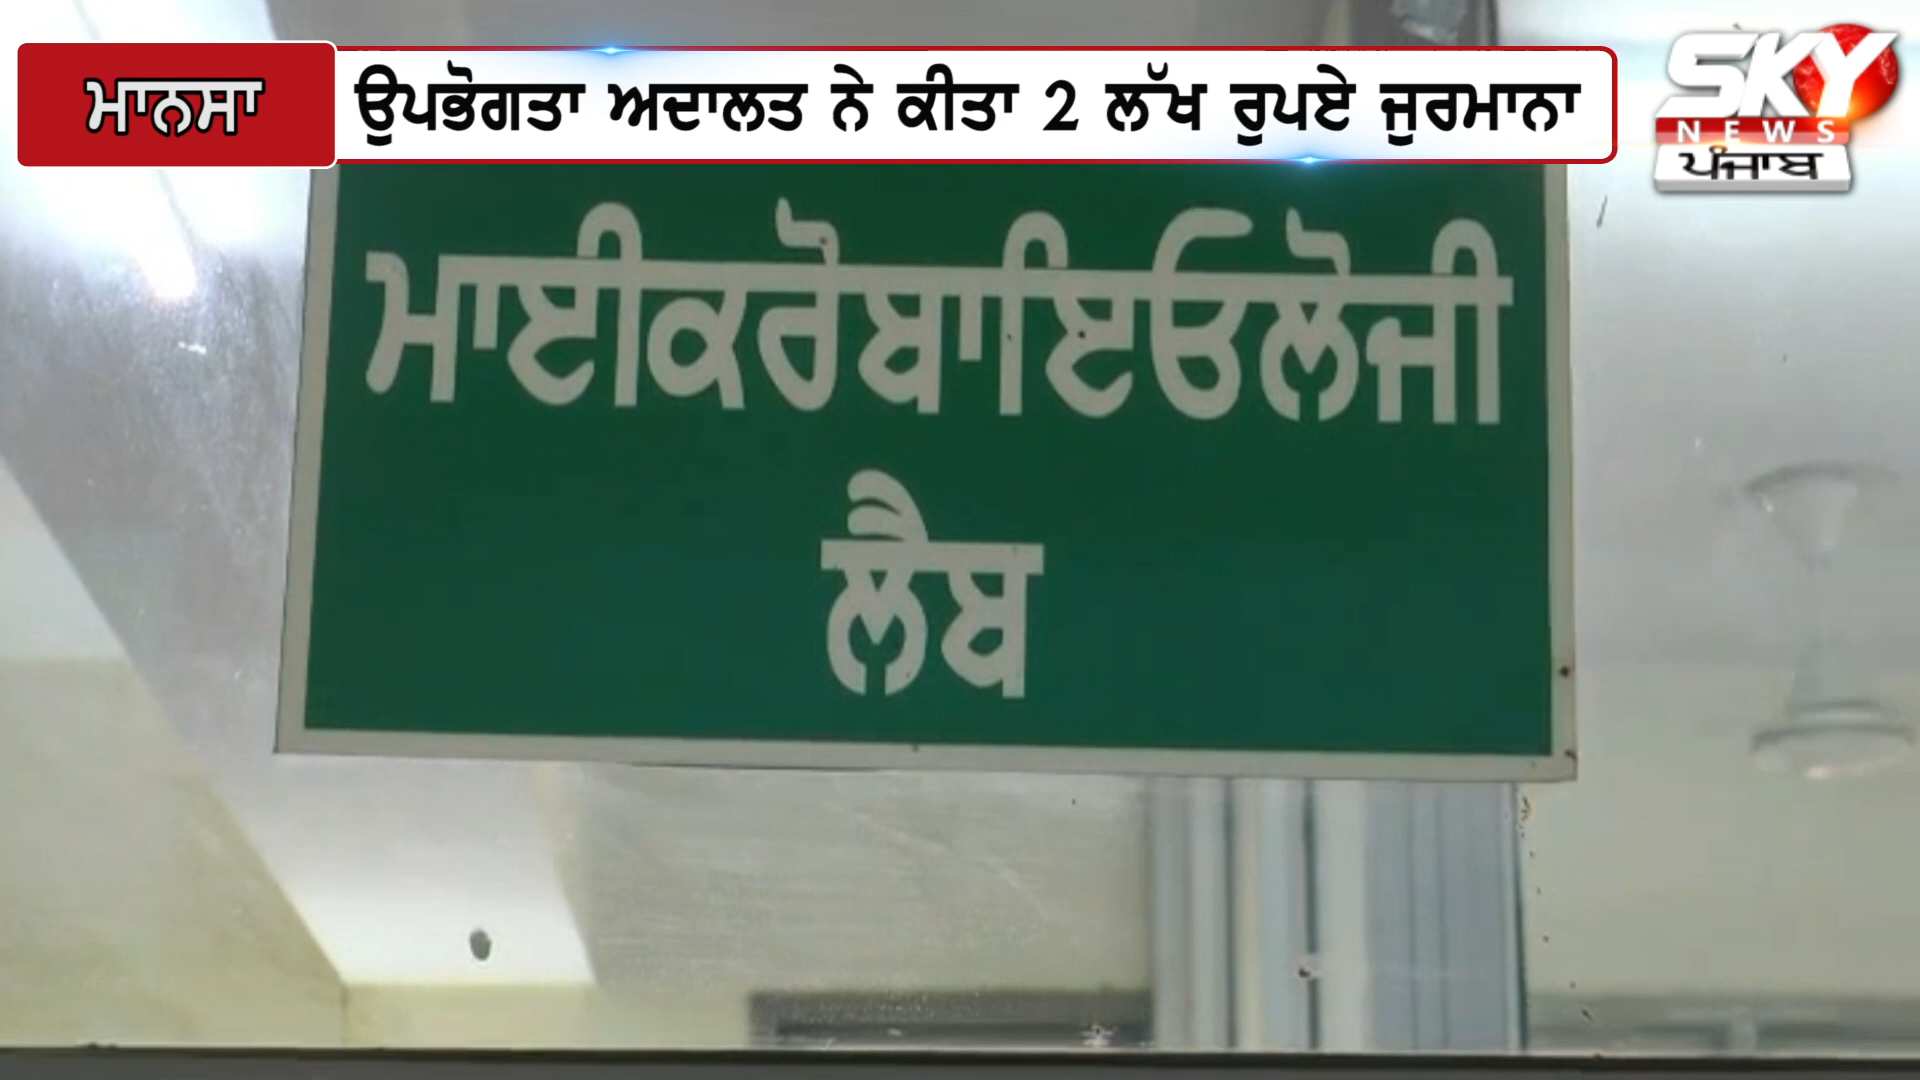 ਮਾਨਸਾ
ਉਪਭੋਗਤਾ ਅਦਾਲਤ ਨੇ ਕੀਤਾ 2 ਲੱਖ ਰੁਪਏ ਜੁਰਮਾਨਾ
SKY
NEWS
ਪੰਜਾਬ
ਮਾਈਕਰੋਬਾਇਓਲੋਜੀ
ਲੈਬ